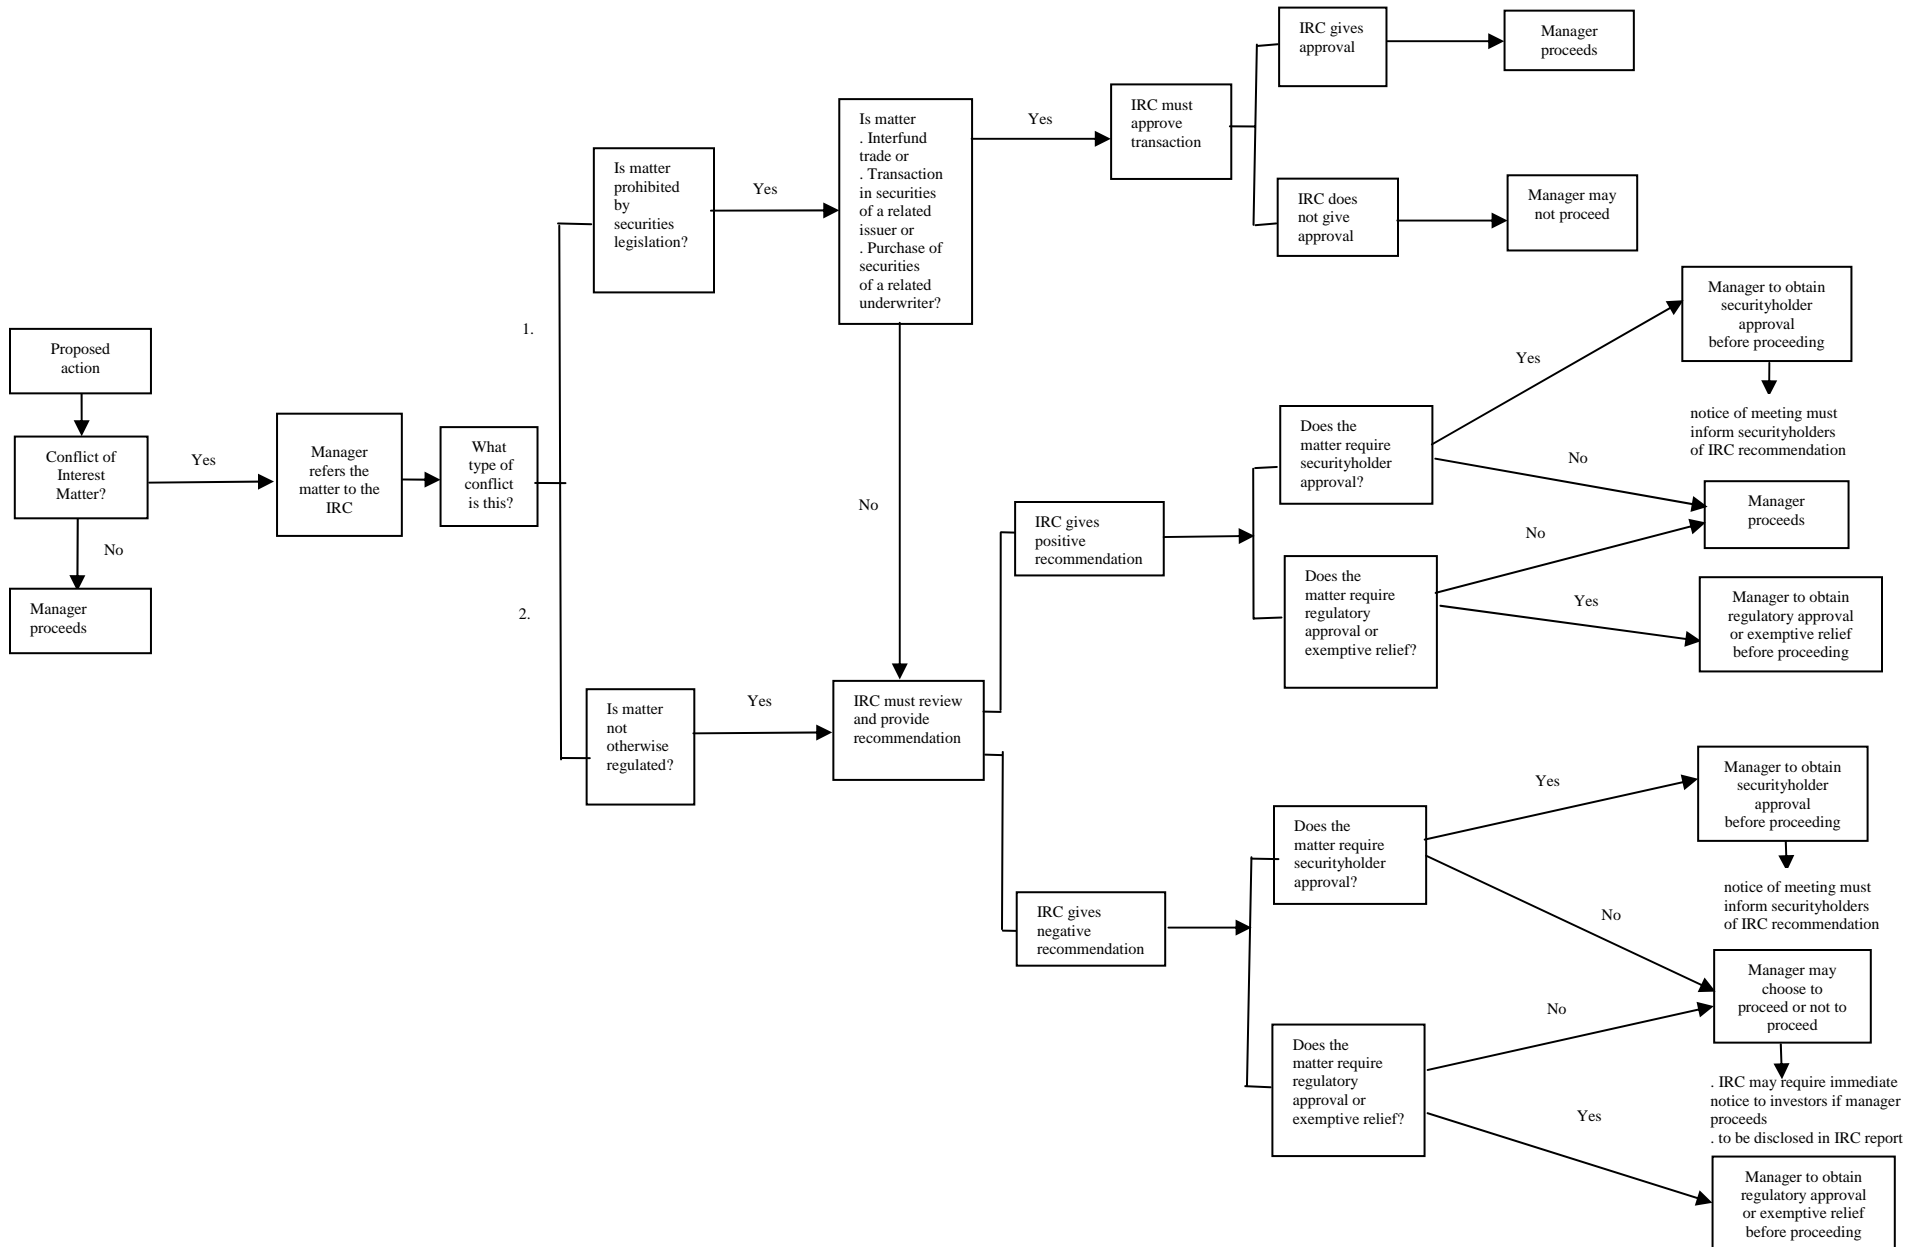 Proposed
action
Conflict of
Interest
Matter?
Yes
No
Manager
proceeds
Manager
refers the
matter to the
IRC
What
type of
conflict
is this?
1.
2.
Is matter
prohibited
by
securities
legislation?
Yes
Is matter
. Interfund
trade or
. Transaction
in securities
of a related
issuer or
. Purchase of
securities
of a related
underwriter?
Yes
No
IRC must
approve
transaction
IRC gives
approval
Manager
proceeds
IRC does
not give
approval
Manager may
not proceed
Is matter
not
otherwise
regulated?
Yes
IRC must review
and provide
recommendation
IRC gives
positive
recommendation
Does the
matter require
securityholder
approval?
Yes
Manager to obtain
securityholder
approval
before proceeding
notice of meeting must
inform securityholders
of IRC recommendation
No
Manager
proceeds
No
Does the
matter require
regulatory
approval or
exemptive relief?
Yes
Manager to obtain
regulatory approval
or exemptive relief
before proceeding
IRC gives
negative
recommendation
Does the
matter require
securityholder
approval?
Yes
Manager to obtain
securityholder
approval
before proceeding
notice of meeting must
inform securityholders
of IRC recommendation
No
Manager may
choose to
proceed or not to
proceed
No
. IRC may require immediate
notice to investors if manager
proceeds
. to be disclosed in IRC report
Does the
matter require
regulatory
approval or
exemptive relief?
Yes
Manager to obtain
regulatory approval
or exemptive relief
before proceeding